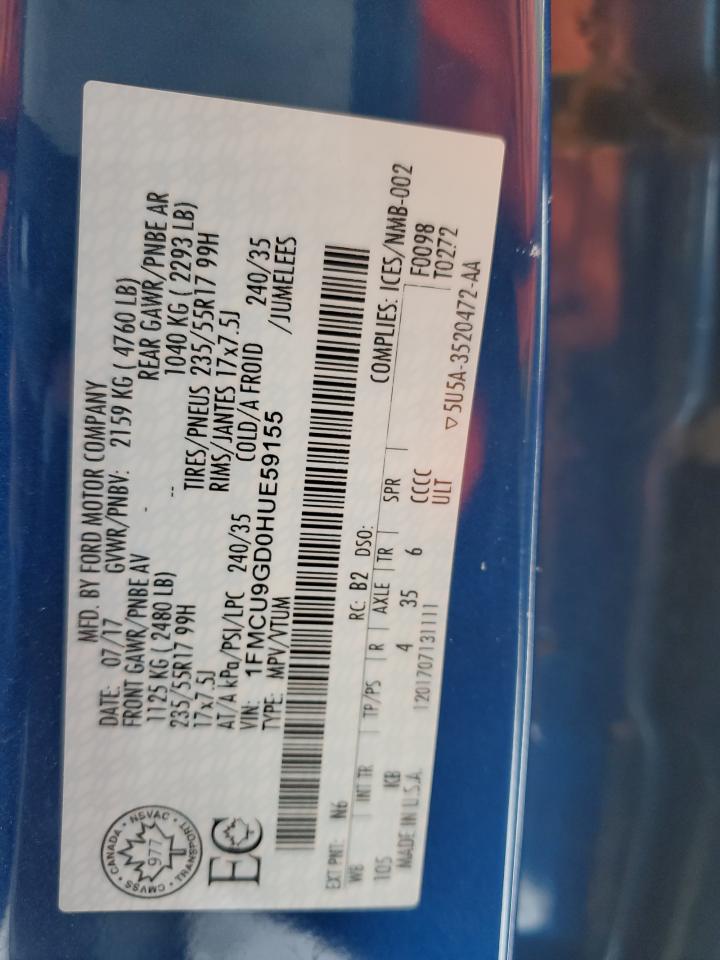 MFD. BY FORD MOTOR COMPANY
DATE: 07/17 GVWR/PNBV: 2159 KG ( 4760 LB)
FRONT GAWR/PNBE AV - REAR GAWR/PNBE AR
1125 KG ( 2480 LB) -- 1040 KG ( 2293 LB)
235/55R17 99H TIRES/PNEUS 235/55R17 99H
17x7.5J RIMS/JANTES 17x7.5J
AT/A kPa/PSI/LPC 240/35 COLD/A FROID 240/35
VIN: 1FMCU9GD0HUE59155 /JUMELEES
TYPE: MPV/VTUM
CANADA • NSVAC • TRANSPORT • CMVSS •
977
EC
EXT PNT: N6 RC: B2 DSO: COMPLIES: ICES/NMB-002
WB INT TR TP/PS R AXLE TR SPR F0098
T0272
105 KB 4 35 6 CCCC
ULT
MADE IN U.S.A. 120170713111 ▽5U5A-3520472-AA